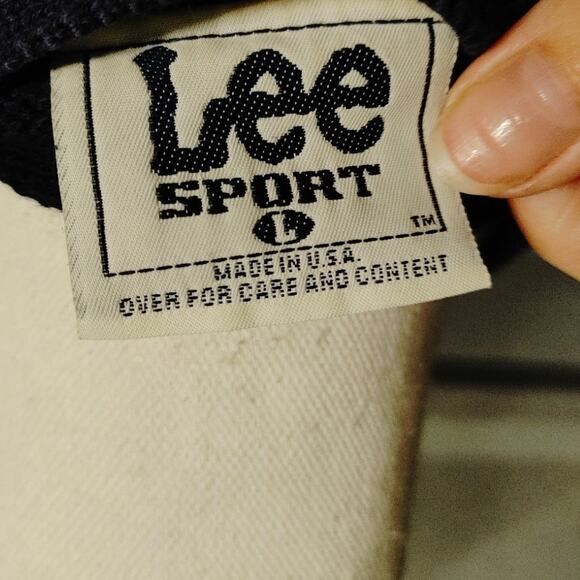 Lee
SPORT
L
TM
MADE IN U.S.A.
OVER FOR CARE AND CONTENT